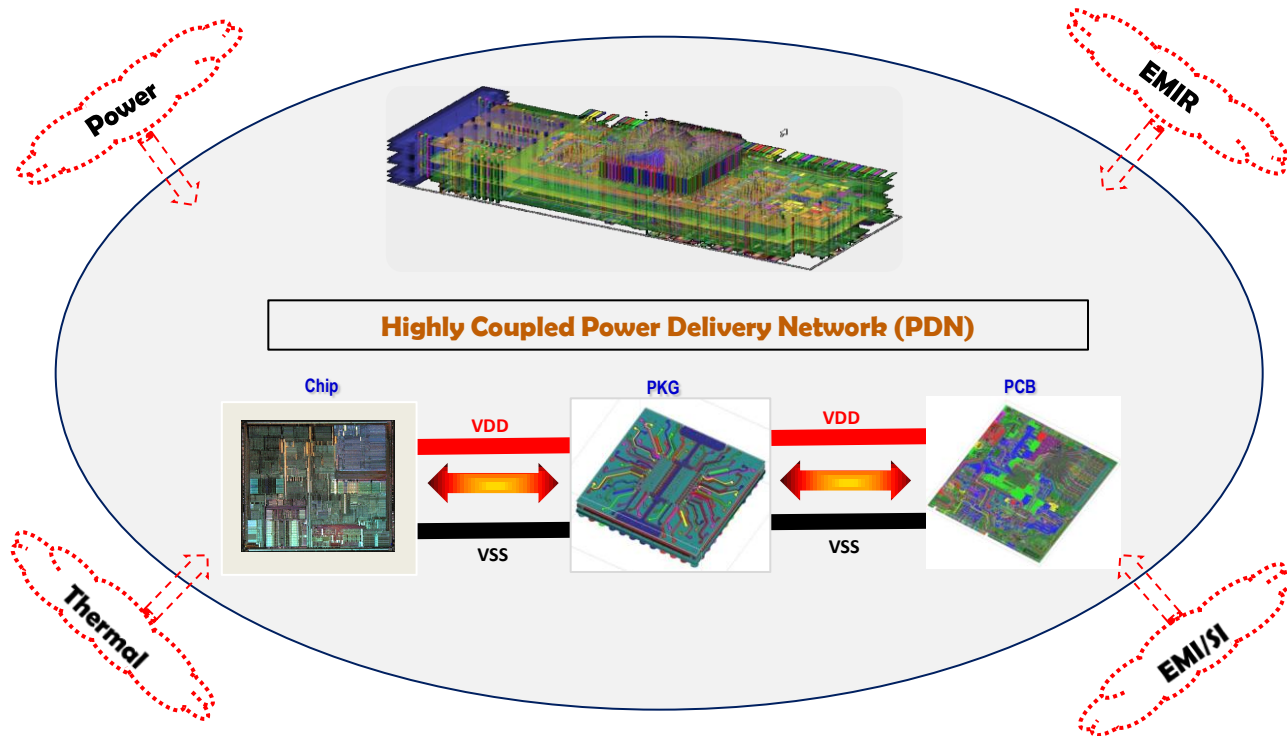 Power
EMIR
Highly Coupled Power Delivery Network (PDN)
Chip
PKG
PCB
VDD
VDD
VSS
VSS
Thermal
EMI/SI